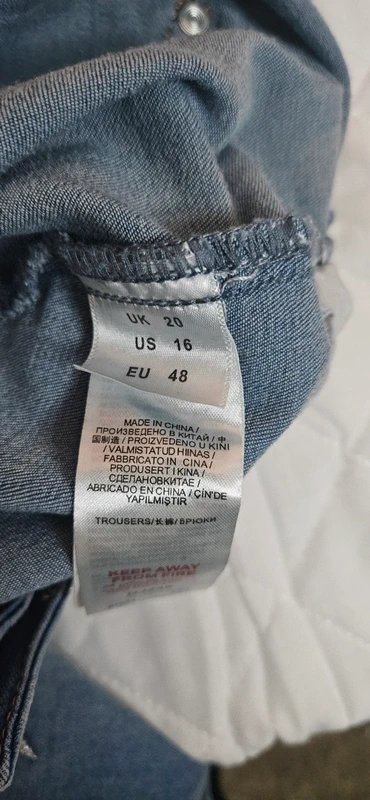 UK 20
US 16
EU 48
MADE IN CHINA /
ПРОИЗВЕДЕНО В КИТАЙ / 中
国制造 / PROIZVEDENO U KINI
/ VALMISTATUD HIINAS /
FABBRICATO IN CINA /
PRODUSERT I KINA /
СДЕЛАНОВКИТАЕ /
ABRICADO EN CHINA / ÇİN'DE
YAPILMIŞTIR
TROUSERS/长裤/БРЮКИ
KEEP AWAY
FROM FIRE